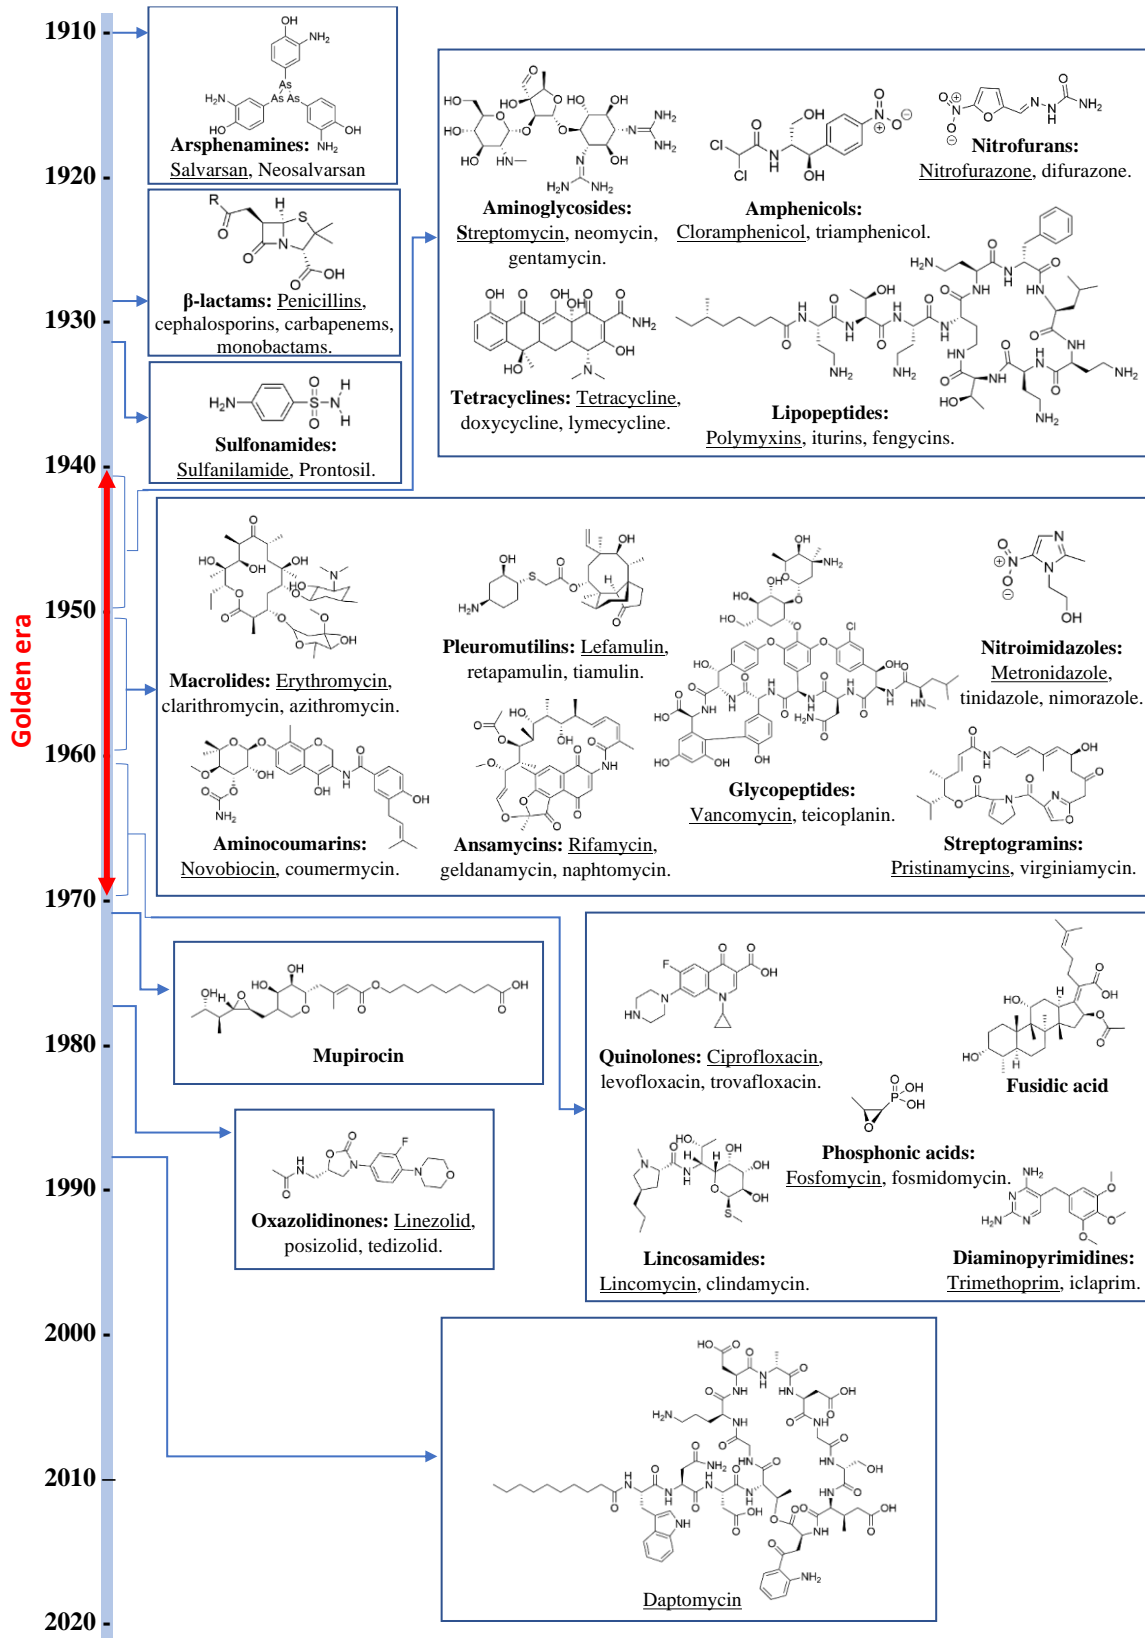 1910
1920
1930
1940
1950
1960
1970
1980
1990
2000
2010
2020
Golden era
Arsphenamines:
Salvarsan, Neosalvarsan
β-lactams: Penicillins,
cephalosporins, carbapenems,
monobactams.
Sulfonamides:
Sulfanilamide, Prontosil.
Aminoglycosides:
Streptomycin, neomycin,
gentamycin.
Amphenicols:
Cloramphenicol, triamphenicol.
Nitrofurans:
Nitrofurazone, difurazone.
Tetracyclines: Tetracycline,
doxycycline, lymecycline.
Lipopeptides:
Polymyxins, iturins, fengycins.
Macrolides: Erythromycin,
clarithromycin, azithromycin.
Pleuromutilins: Lefamulin,
retapamulin, tiamulin.
Nitroimidazoles:
Metronidazole,
tinidazole, nimorazole.
Aminocoumarins:
Novobiocin, coumermycin.
Ansamycins: Rifamycin,
geldanamycin, naphtomycin.
Glycopeptides:
Vancomycin, teicoplanin.
Streptogramins:
Pristinamycins, virginiamycin.
Mupirocin
Quinolones: Ciprofloxacin,
levofloxacin, trovafloxacin.
Fusidic acid
Phosphonic acids:
Fosfomycin, fosmidomycin.
Lincosamides:
Lincomycin, clindamycin.
Diaminopyrimidines:
Trimethoprim, iclaprim.
Oxazolidinones: Linezolid,
posizolid, tedizolid.
Daptomycin